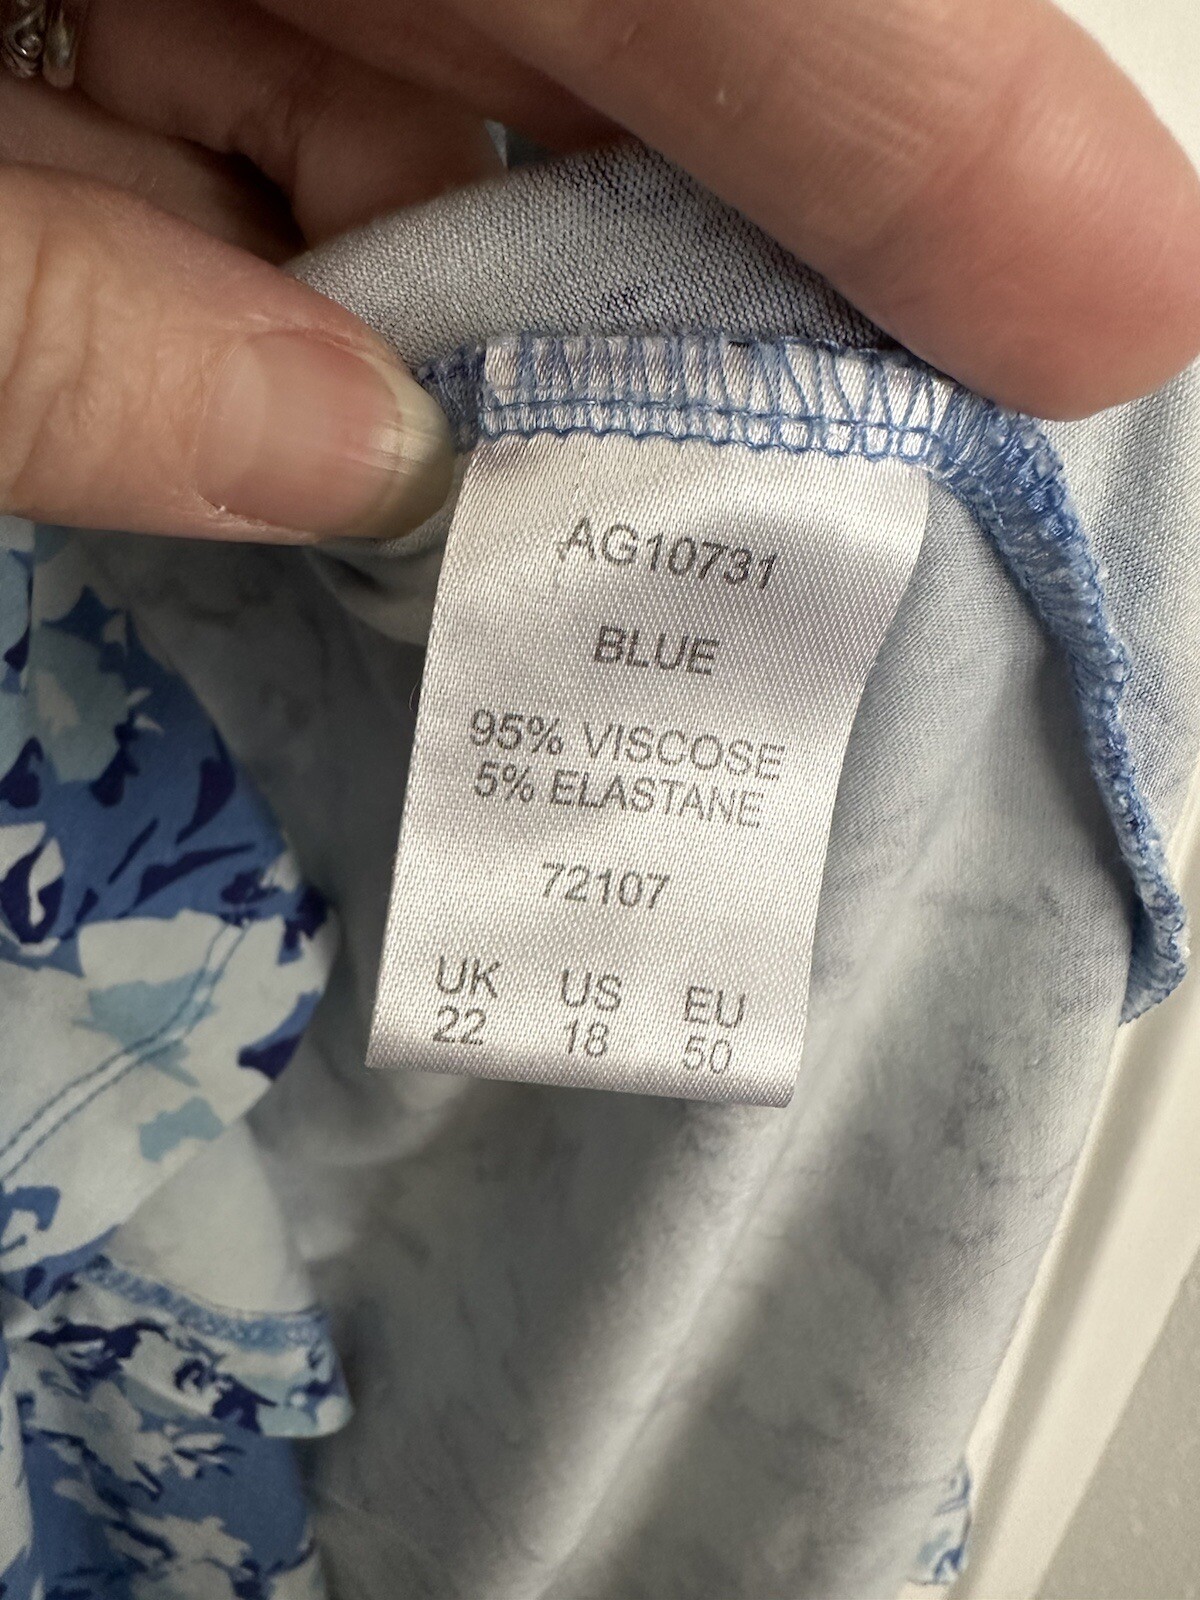 AG10731
BLUE
95% VISCOSE
5% ELASTANE
72107
UK US EU
22 18 50